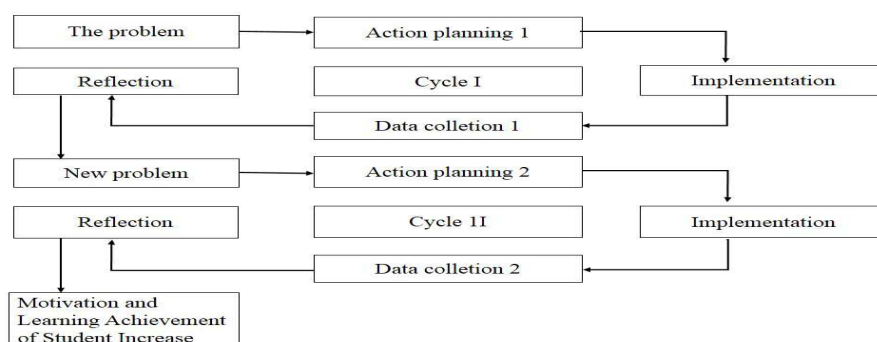 The problem
Action planning 1
Reflection
Cycle I
Implementation
Data colletion 1
New problem
Action planning 2
Reflection
Cycle 1I
Implementation
Data colletion 2
Motivation and
Learning Achievement
of Student Increase